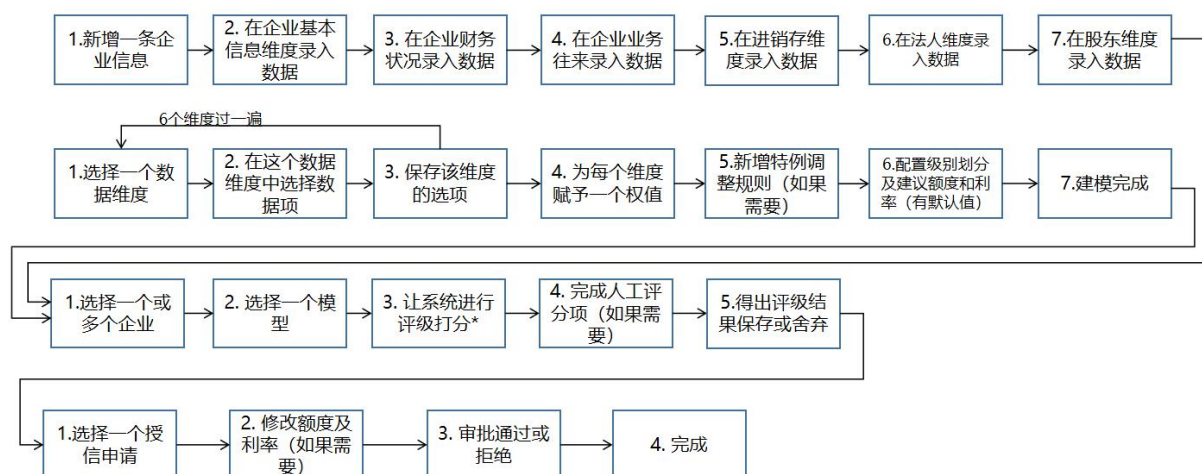 1.新增一条企
业信息
2. 在企业基本
信息维度录入
数据
3. 在企业财务
状况录入数据
4. 在企业业务
往来录入数据
5.在进销存维
度录入数据
6.在法人维度录
入数据
7.在股东维度
录入数据
6个维度过一遍
1.选择一个数
据维度
2. 在这个数据
维度中选择数
据项
3. 保存该维度
的选项
4. 为每个维度
赋予一个权值
5.新增特例调
整规则（如果
需要）
6.配置级别划分
及建议额度和利
率（有默认值）
7.建模完成
1.选择一个或
多个企业
2. 选择一个模
型
3. 让系统进行
评级打分*
4. 完成人工评
分项（如果需
要）
5.得出评级结
果保存或舍弃
1.选择一个授
信申请
2. 修改额度及
利率（如果需
要）
3. 审批通过或
拒绝
4. 完成